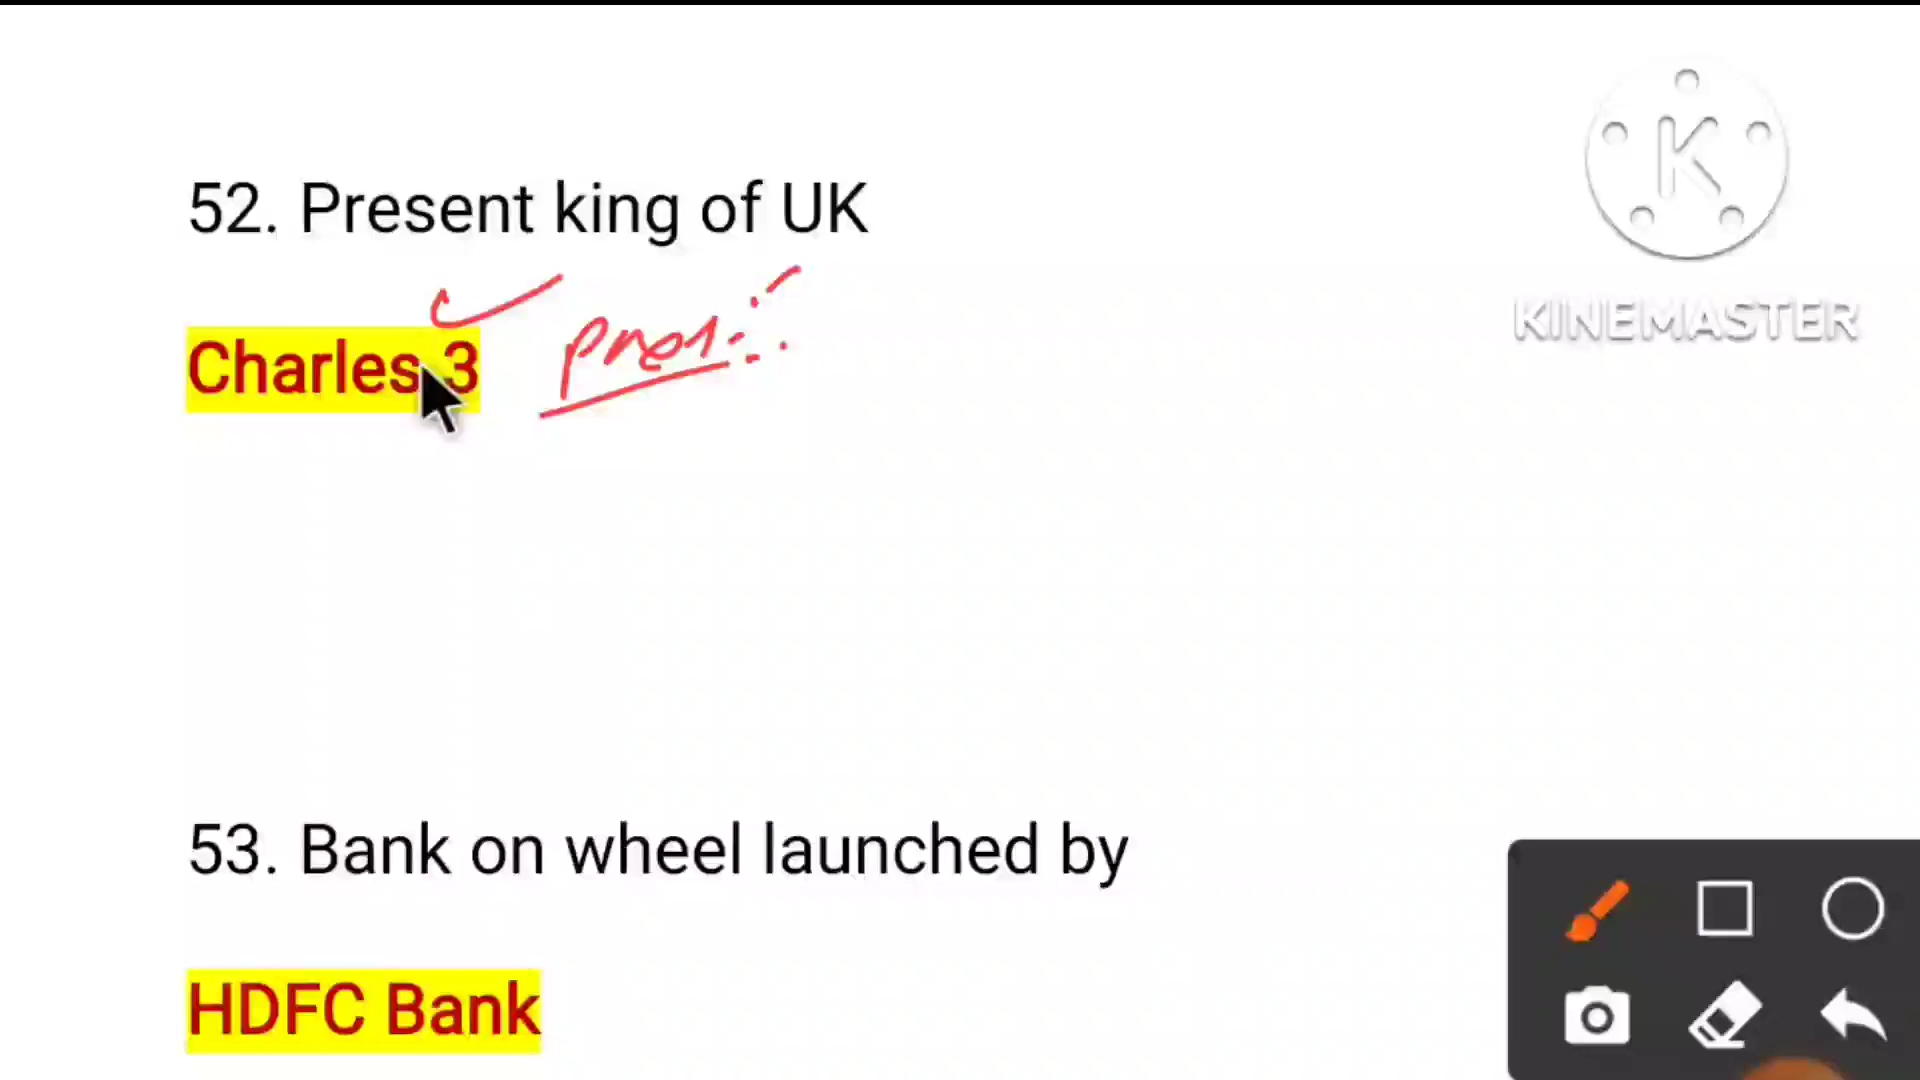 52. Present king of UK
Charles 3
KINEMASTER
53. Bank on wheel launched by
HDFC Bank